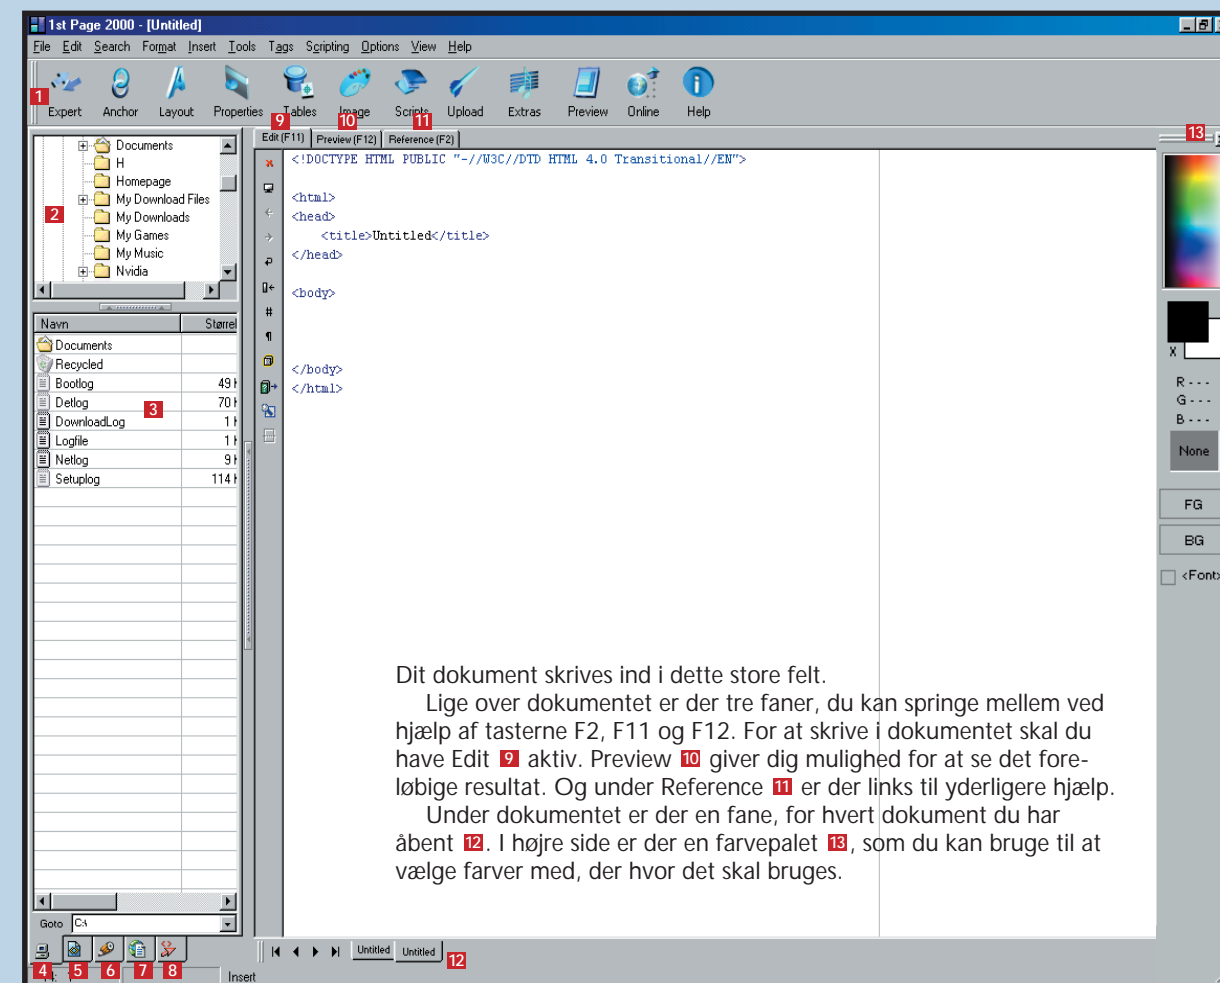 1st Page 2000 - [Untitled]
File Edit Search Format Insert Tools Tags Scripting Options View Help
1
Expert Anchor Layout Properties Tables Image Scripts Upload Extras Preview Online Help
9 10 11
Edit (F11) Preview (F12) Reference (F2)
13
Documents
H
Homepage
My Download Files
2
My Downloads
My Games
My Music
Nvidia
Navn Størrel
Documents
Recycled
Bootlog 49
Detlog 70
3
DownloadLog 1
Logfile 1
Netlog 9
Setuplog 114
Goto C:\
4 5 6 7 8
Insert
<!DOCTYPE HTML PUBLIC "-//W3C//DTD HTML 4.0 Transitional//EN">
<html>
<head>
<title>Untitled</title>
</head>
<body>
</body>
</html>
Dit dokument skrives ind i dette store felt.
Lige over dokumentet er der tre faner, du kan springe mellem ved
hjælp af tasterne F2, F11 og F12. For at skrive i dokumentet skal du
have Edit 9 aktiv. Preview 10 giver dig mulighed for at se det fore-
løbige resultat. Og under Reference 11 er der links til yderligere hjælp.
Under dokumentet er der en fane, for hvert dokument du har
åbent 12. I højre side er der en farvepalet 13, som du kan bruge til at
vælge farver med, der hvor det skal bruges.
Untitled Untitled 12
X
R - - -
G - - -
B - - -
None
FG
BG
<Font>